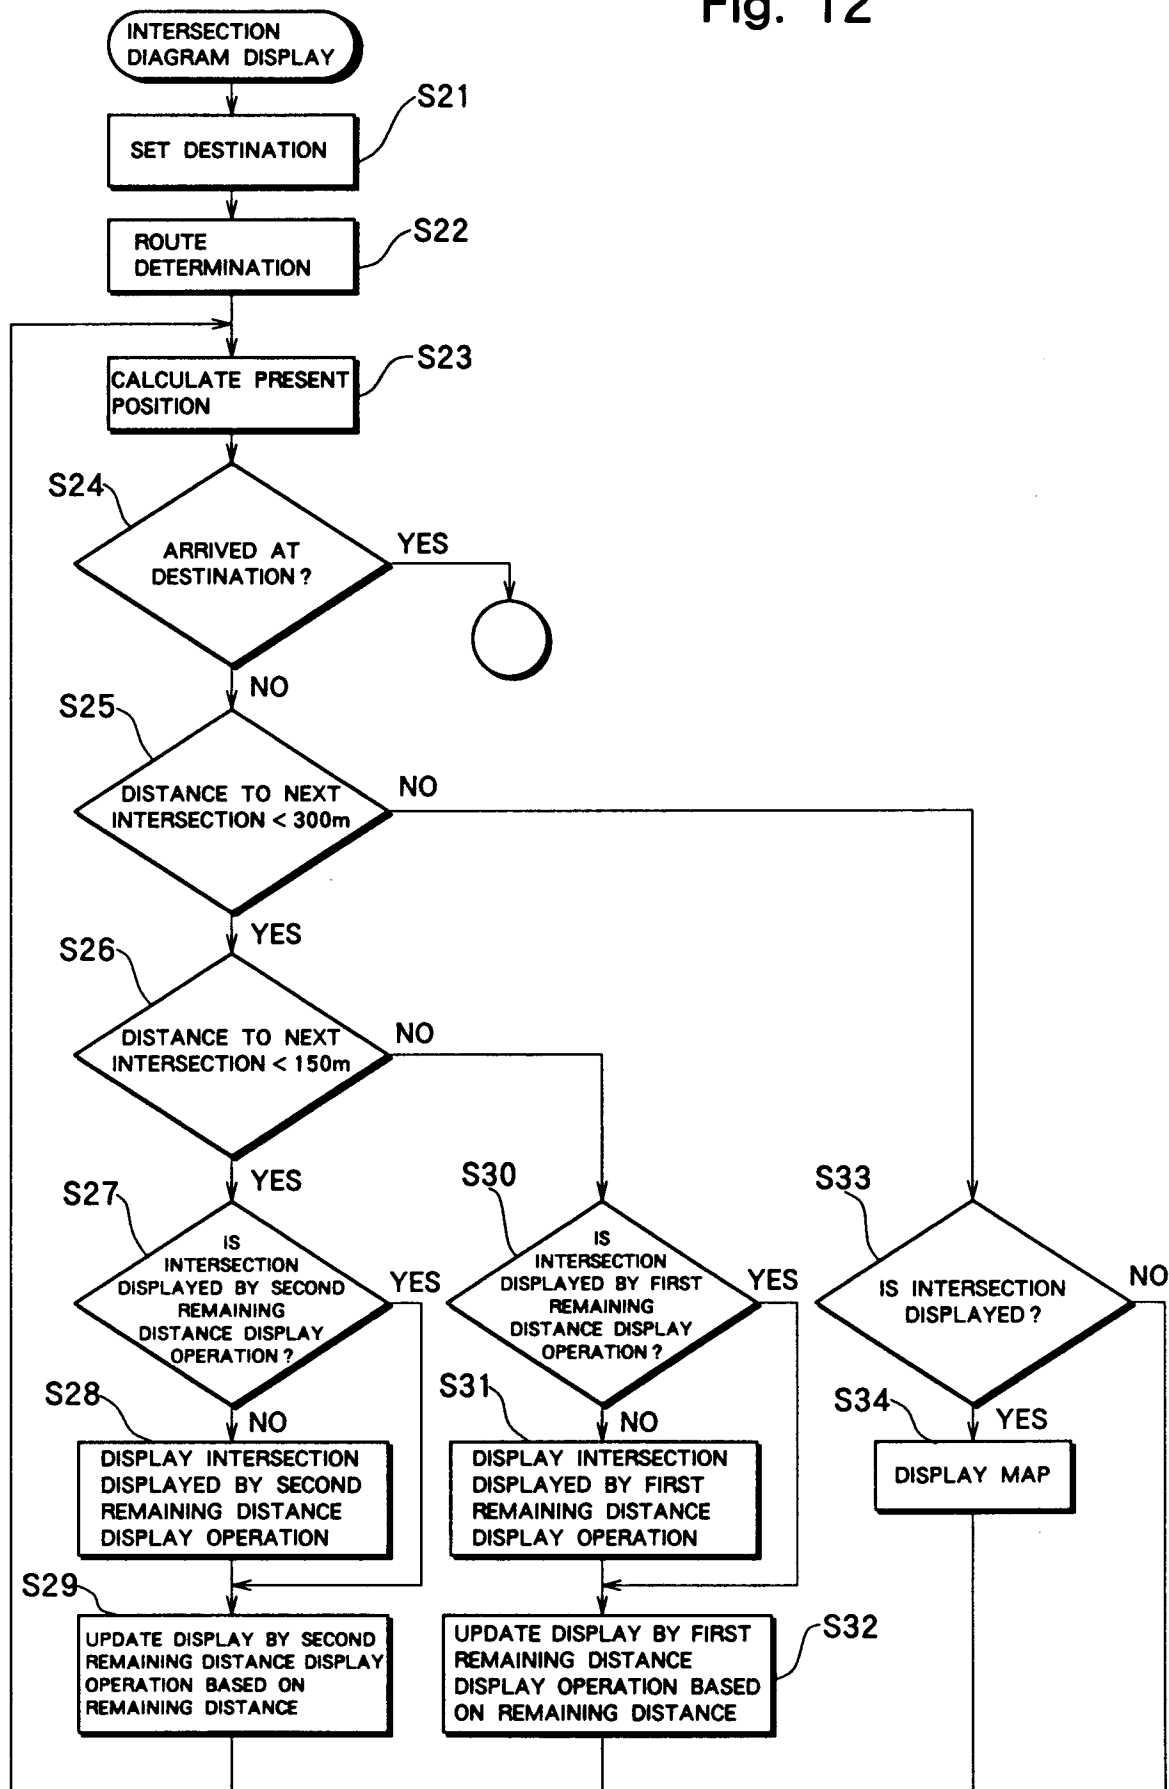 Fig. 12
INTERSECTION
DIAGRAM DISPLAY
S21
SET DESTINATION
S22
ROUTE
DETERMINATION
S23
CALCULATE PRESENT
POSITION
S24
ARRIVED AT
DESTINATION?
YES
NO
S25
DISTANCE TO NEXT
INTERSECTION < 300m
NO
YES
S26
DISTANCE TO NEXT
INTERSECTION < 150m
NO
YES
S27
IS
INTERSECTION
DISPLAYED BY SECOND
REMAINING
DISTANCE DISPLAY
OPERATION?
YES
NO
S30
IS
INTERSECTION
DISPLAYED BY FIRST
REMAINING
DISTANCE DISPLAY
OPERATION?
YES
NO
S33
IS INTERSECTION
DISPLAYED?
NO
YES
S28
DISPLAY INTERSECTION
DISPLAYED BY SECOND
REMAINING DISTANCE
DISPLAY OPERATION
S31
DISPLAY INTERSECTION
DISPLAYED BY FIRST
REMAINING DISTANCE
DISPLAY OPERATION
S34
DISPLAY MAP
S29
UPDATE DISPLAY BY SECOND
REMAINING DISTANCE DISPLAY
OPERATION BASED ON
REMAINING DISTANCE
S32
UPDATE DISPLAY BY FIRST
REMAINING DISTANCE
DISPLAY OPERATION BASED
ON REMAINING DISTANCE